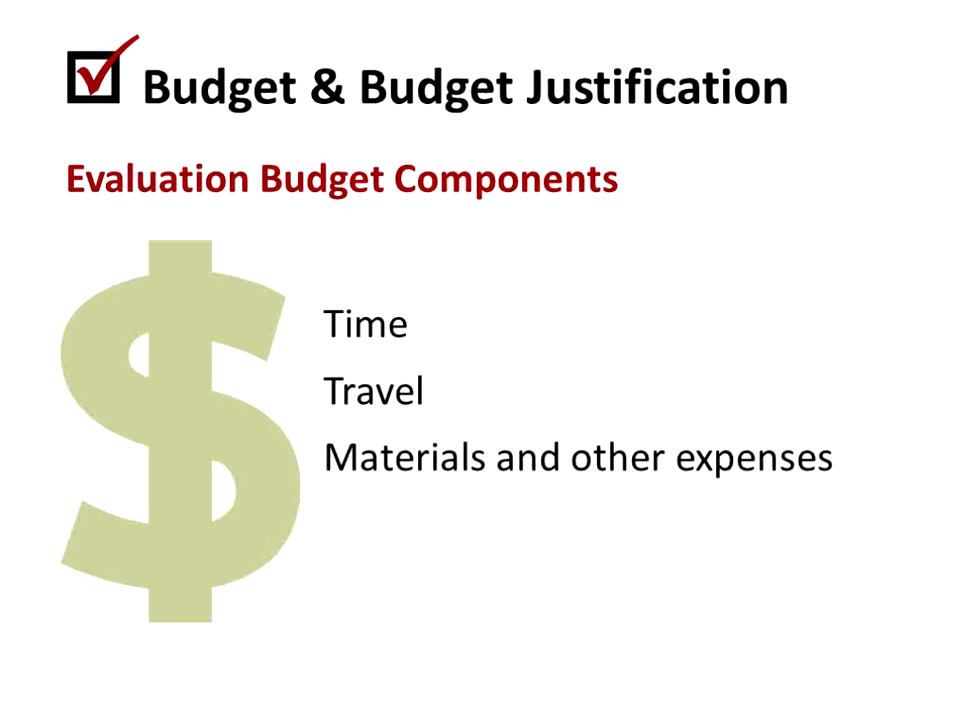 Budget & Budget Justification
Evaluation Budget Components
Time
Travel
Materials and other expenses